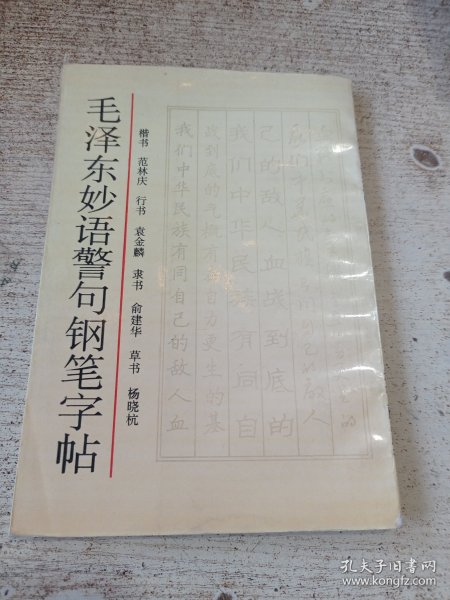 毛泽东妙语警句钢笔字帖
楷书 范林庆 行书 袁金麟 隶书 俞建华 草书 杨晓杭
己的敌人血战到底的
我们中华民族有同自
战到底的气概有
自力更生的基
我们中华民族有同自己的敌人血
孔夫子旧书网
www.kongfz.com